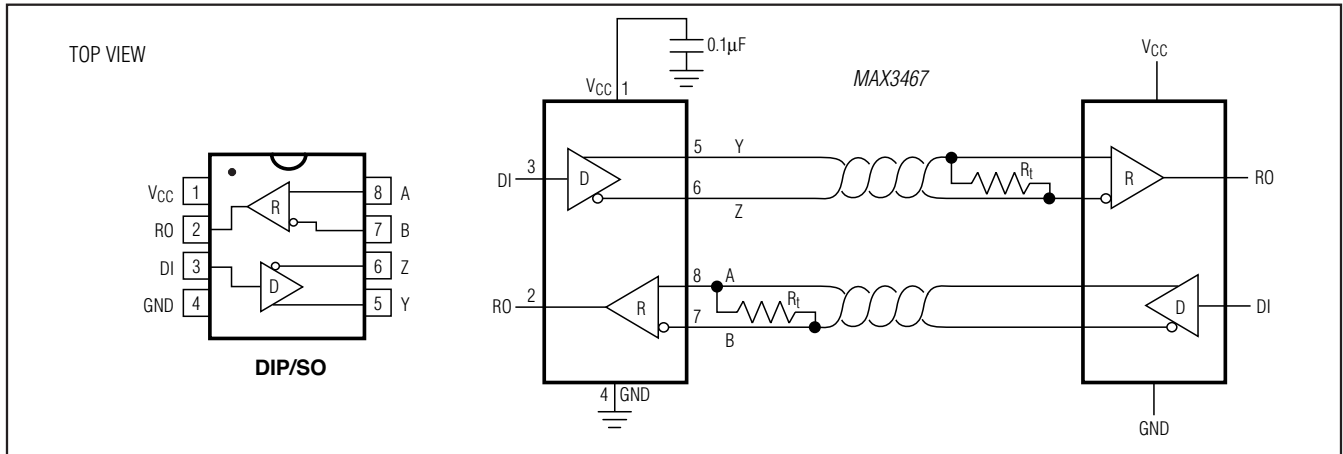 TOP VIEW
VCC 1
RO 2
DI 3
GND 4
R
D
8 A
7 B
6 Z
5 Y
DIP/SO
0.1μF
VCC 1
MAX3467
VCC
DI 3
D
5 Y
6 Z
Rt
R
RO
RO 2
R
8 A
7 B
Rt
D
DI
4 GND
GND